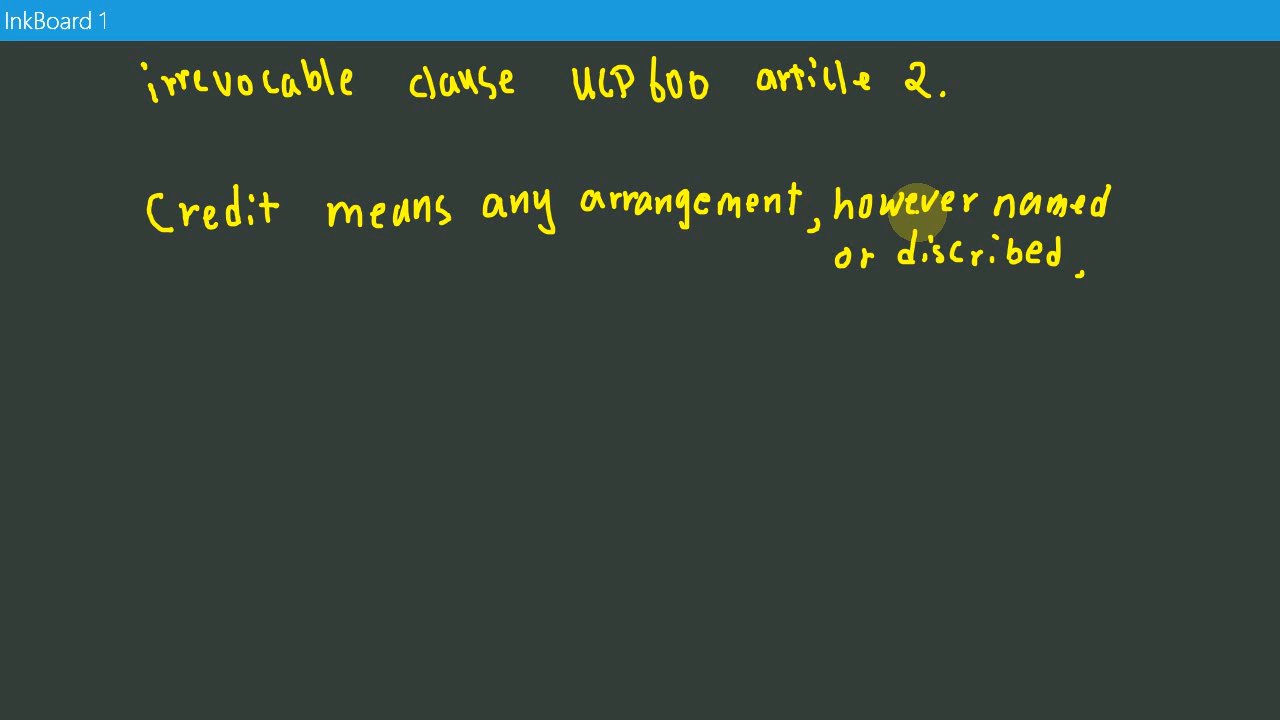 InkBoard 1
irrevocable clause UCP600 article 2.
Credit means any arrangement, however named
or discribed,